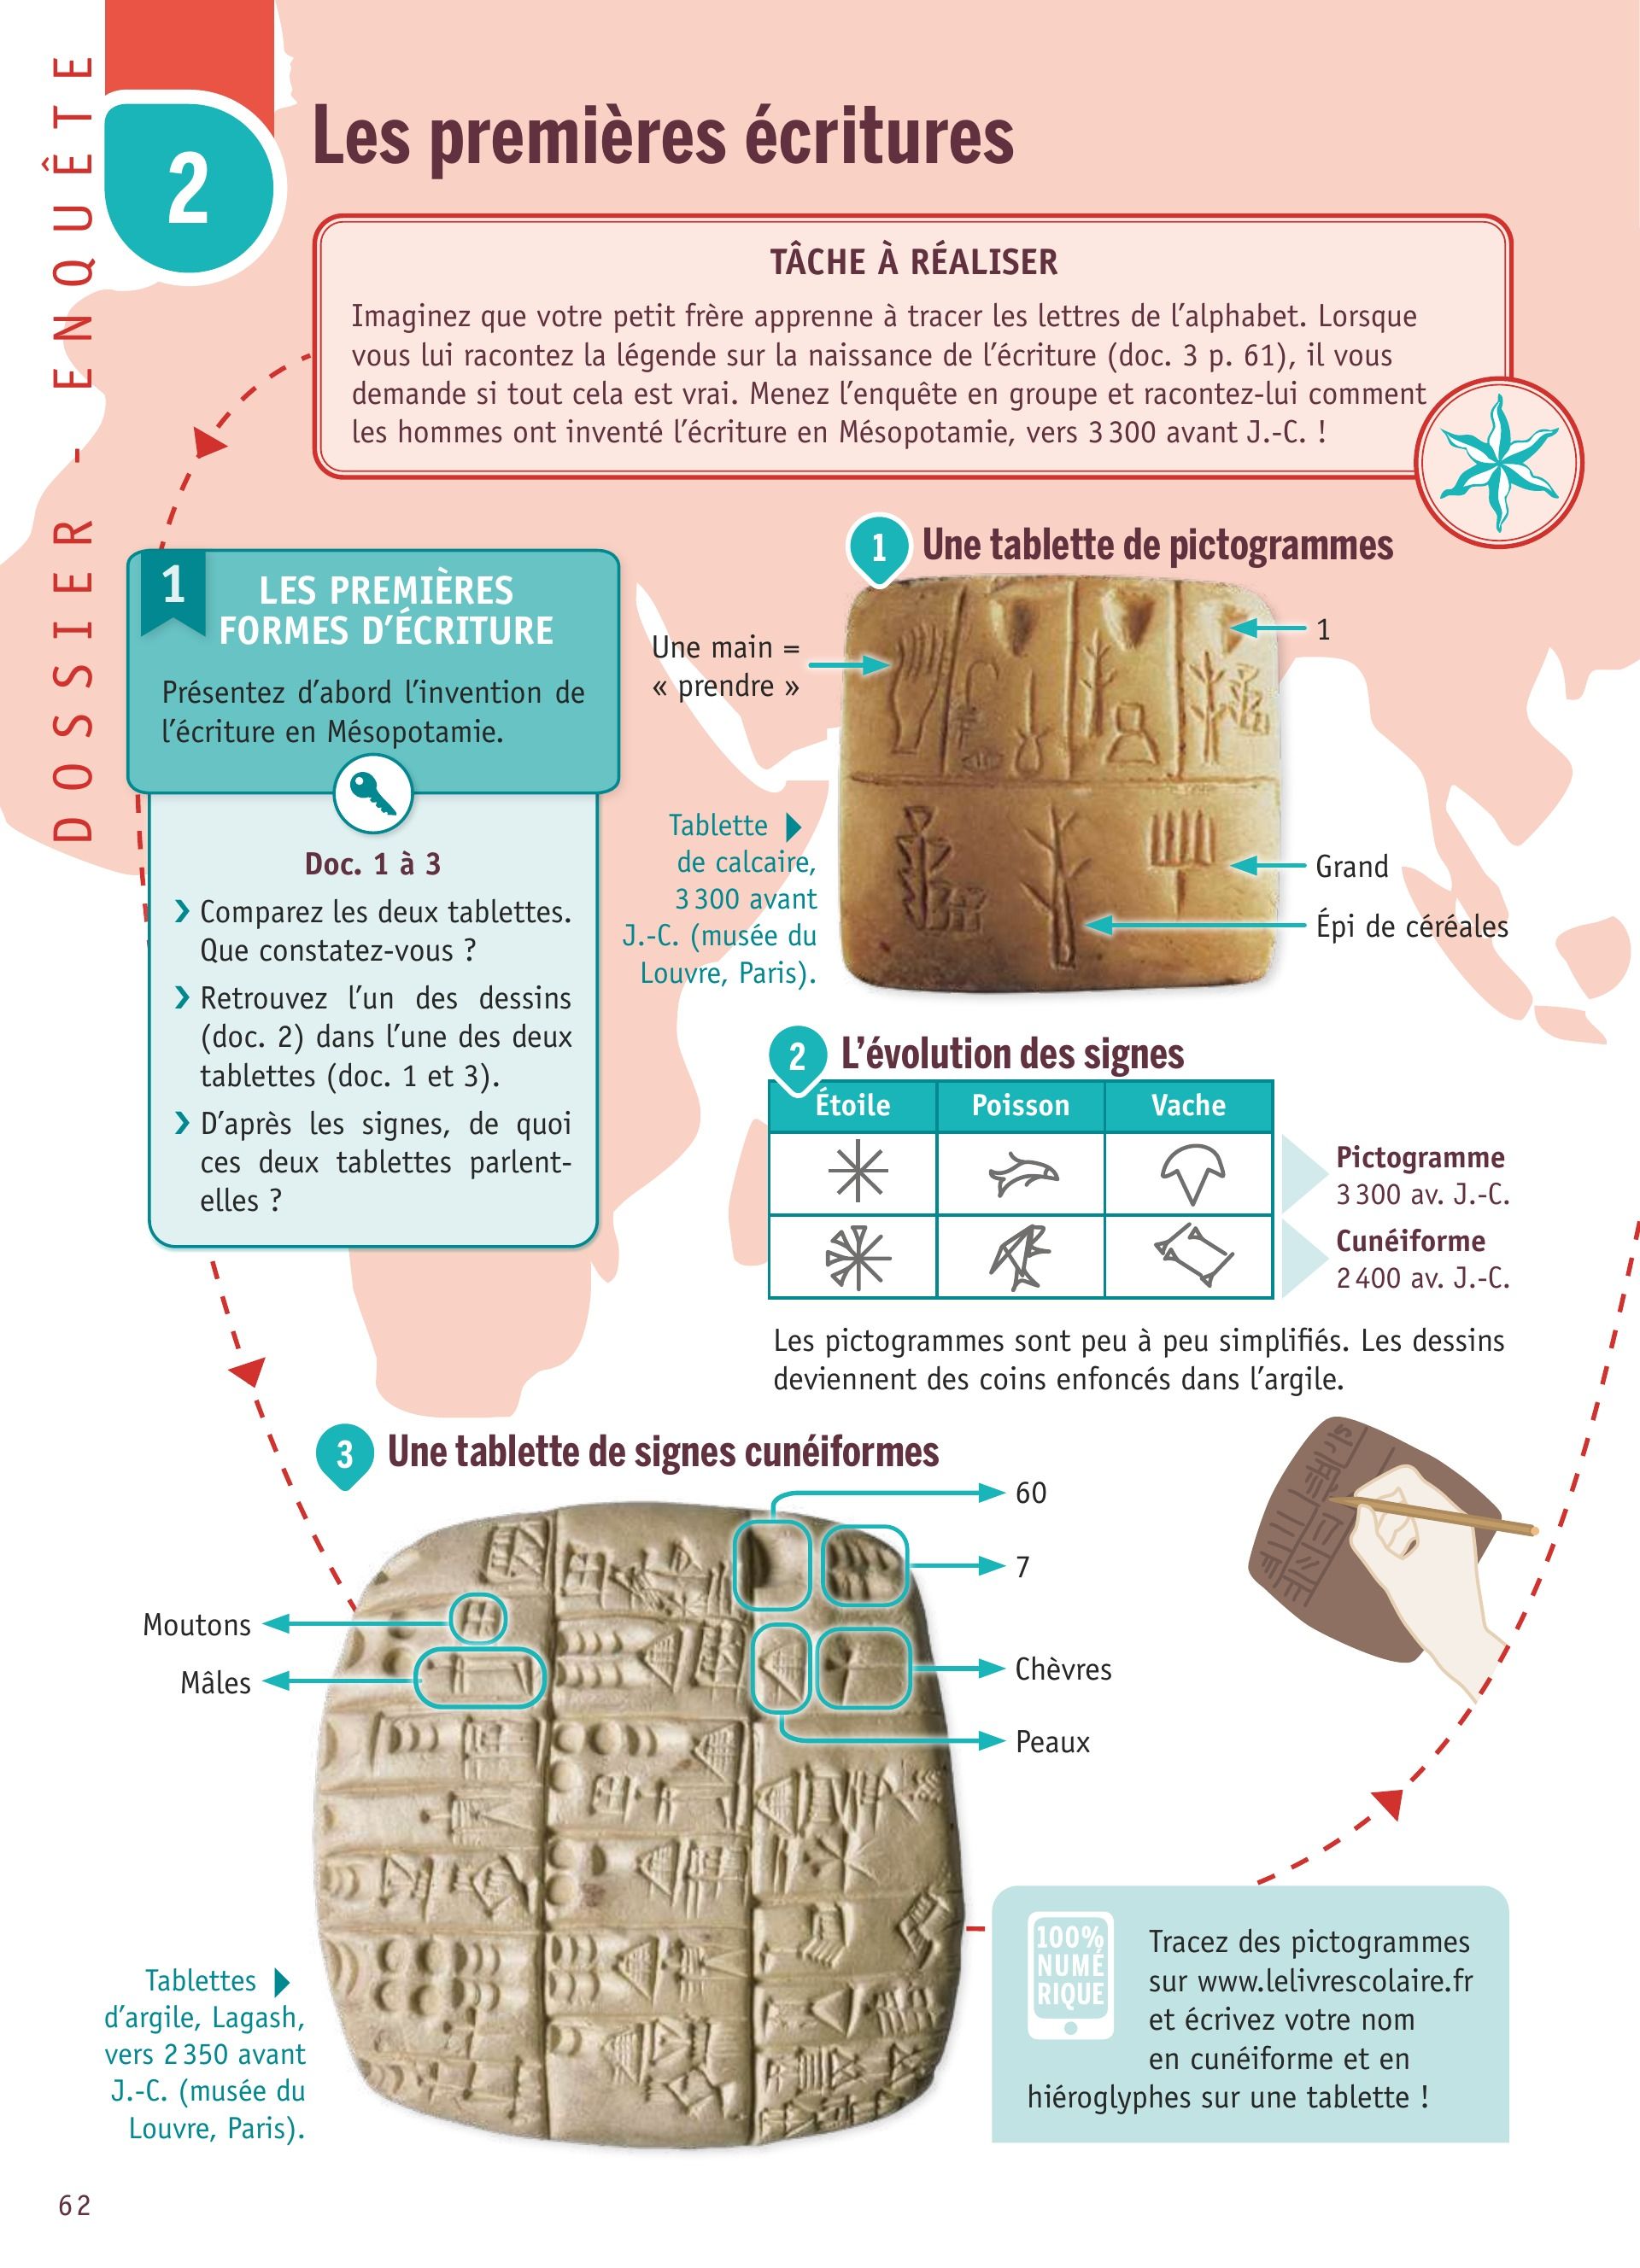 DOSSIER - ENQUÊTE
2
Les premières écritures
TÂCHE À RÉALISER
Imaginez que votre petit frère apprenne à tracer les lettres de l'alphabet. Lorsque
vous lui racontez la légende sur la naissance de l'écriture (doc. 3 p. 61), il vous
demande si tout cela est vrai. Menez l'enquête en groupe et racontez-lui comment
les hommes ont inventé l'écriture en Mésopotamie, vers 3 300 avant J.-C. !
1
LES PREMIÈRES
FORMES D'ÉCRITURE
Présentez d'abord l'invention de
l'écriture en Mésopotamie.
Doc. 1 à 3
❯ Comparez les deux tablettes.
Que constatez-vous ?
❯ Retrouvez l'un des dessins
(doc. 2) dans l'une des deux
tablettes (doc. 1 et 3).
❯ D'après les signes, de quoi
ces deux tablettes parlent-
elles ?
1 Une tablette de pictogrammes
Une main =
« prendre »
1
Grand
Épi de céréales
Tablette
de calcaire,
3 300 avant
J.-C. (musée du
Louvre, Paris).
2 L'évolution des signes
Étoile Poisson Vache
Pictogramme
3 300 av. J.-C.
Cunéiforme
2 400 av. J.-C.
Les pictogrammes sont peu à peu simplifiés. Les dessins
deviennent des coins enfoncés dans l'argile.
3 Une tablette de signes cunéiformes
60
7
Moutons
Mâles
Chèvres
Peaux
Tablettes
d'argile, Lagash,
vers 2 350 avant
J.-C. (musée du
Louvre, Paris).
100%
NUMÉ
RIQUE
Tracez des pictogrammes
sur www.lelivrescolaire.fr
et écrivez votre nom
en cunéiforme et en
hiéroglyphes sur une tablette !
62